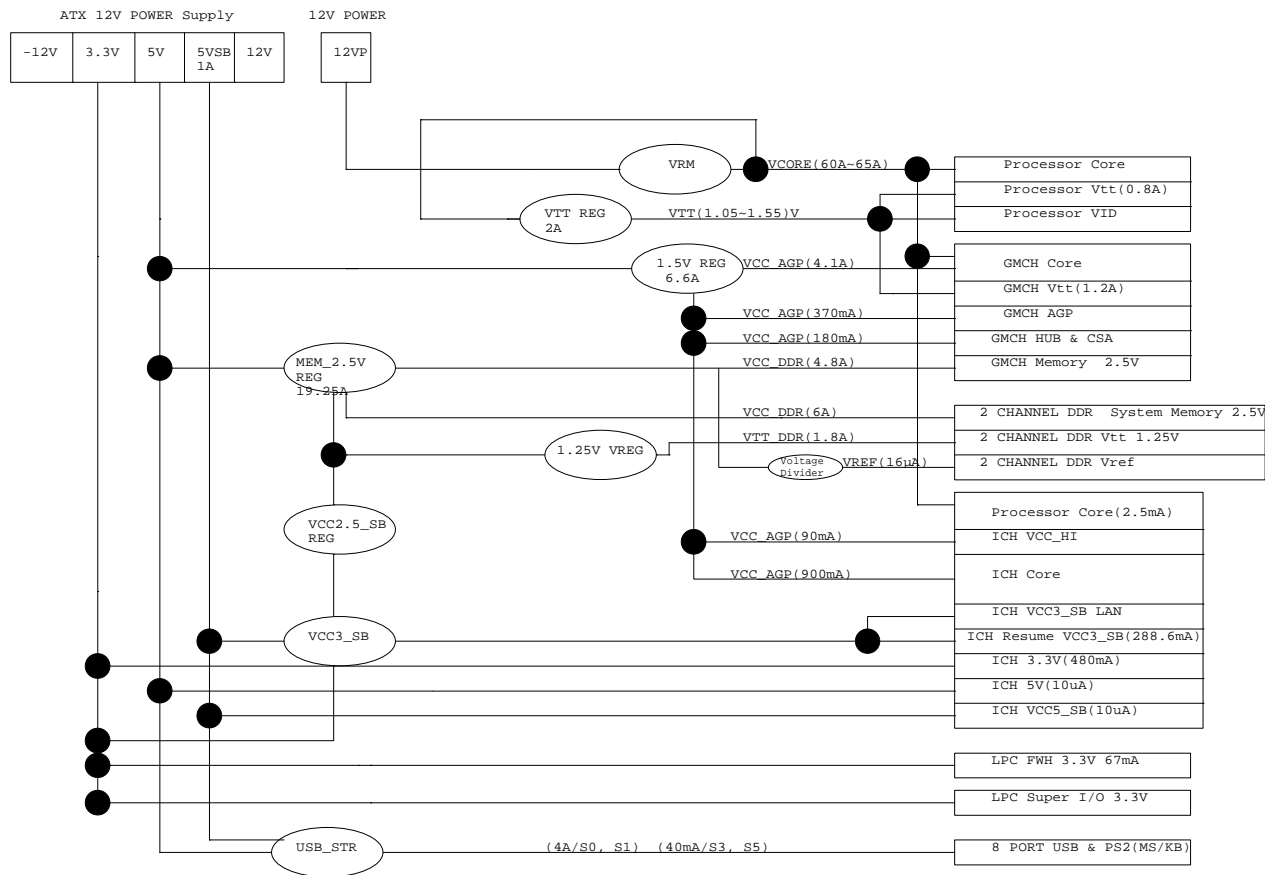 ATX 12V POWER Supply
12V POWER
-12V
3.3V
5V
5VSB
1A
12V
12VP
VRM
VCORE(60A~65A)
Processor Core
Processor Vtt(0.8A)
VTT REG
2A
VTT(1.05~1.55)V
Processor VID
1.5V REG
6.6A
VCC_AGP(4.1A)
GMCH Core
GMCH Vtt(1.2A)
VCC_AGP(370mA)
GMCH AGP
VCC_AGP(180mA)
GMCH HUB & CSA
MEM_2.5V
REG
19.25A
VCC_DDR(4.8A)
GMCH Memory 2.5V
VCC_DDR(6A)
2 CHANNEL DDR System Memory 2.5V
VTT_DDR(1.8A)
2 CHANNEL DDR Vtt 1.25V
1.25V VREG
Voltage
Divider
VREF(16uA)
2 CHANNEL DDR Vref
Processor Core(2.5mA)
VCC2.5_SB
REG
VCC_AGP(90mA)
ICH VCC_HI
VCC_AGP(900mA)
ICH Core
ICH VCC3_SB LAN
VCC3_SB
ICH Resume VCC3_SB(288.6mA)
ICH 3.3V(480mA)
ICH 5V(10uA)
ICH VCC5_SB(10uA)
LPC FWH 3.3V 67mA
LPC Super I/O 3.3V
USB_STR
(4A/S0, S1) (40mA/S3, S5)
8 PORT USB & PS2(MS/KB)